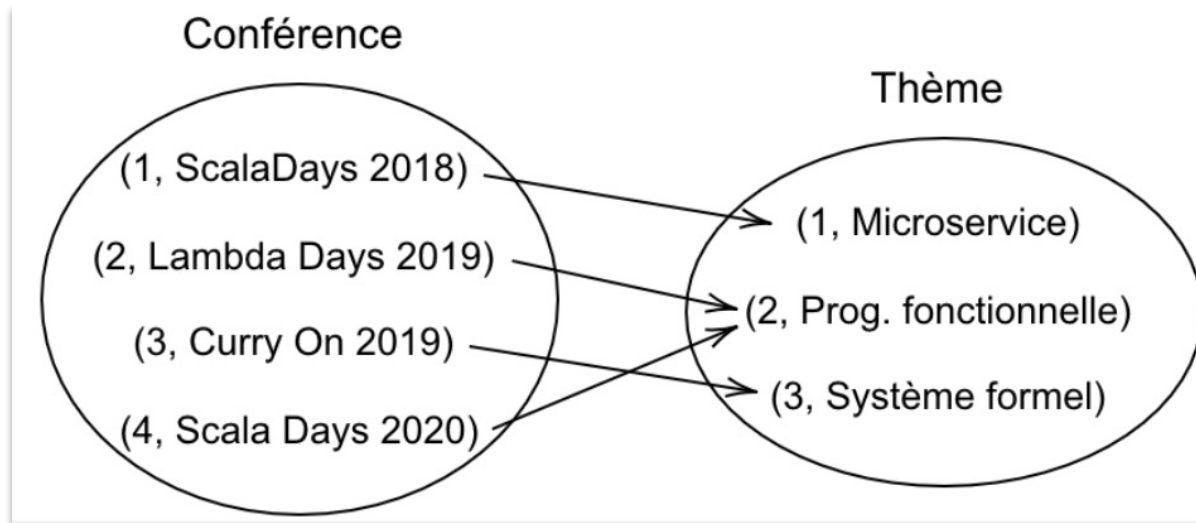 Conférence
(1, ScalaDays 2018)
(2, Lambda Days 2019)
(3, Curry On 2019)
(4, Scala Days 2020)
Thème
(1, Microservice)
(2, Prog. fonctionnelle)
(3, Système formel)